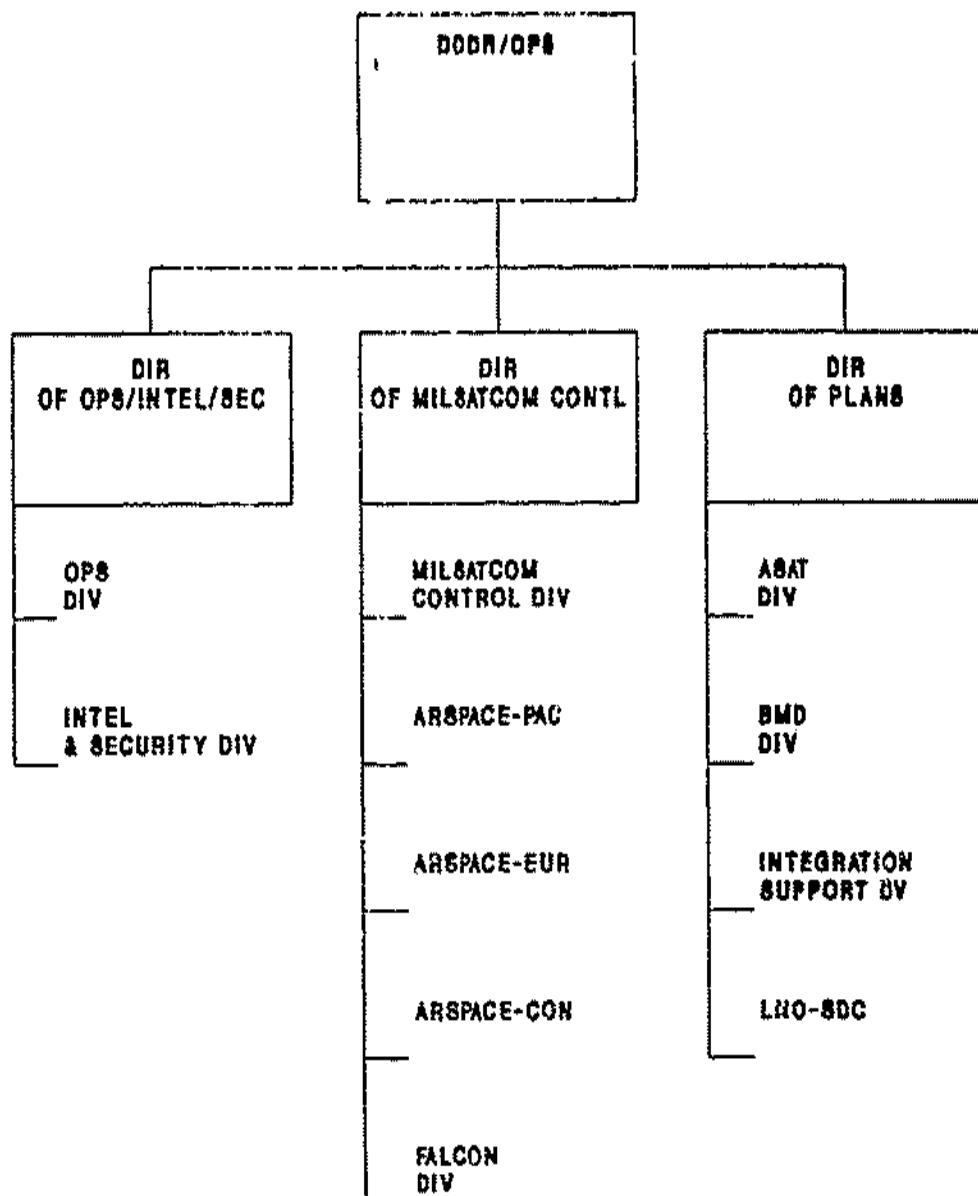 DCDR/OPS
DIR
OF OPS/INTEL/SEC
DIR
OF MILSATCOM CONTL
DIR
OF PLANS
OPS
DIV
INTEL
& SECURITY DIV
MILSATCOM
CONTROL DIV
ARSPACE-PAC
ARSPACE-EUR
ARSPACE-CON
FALCON
DIV
ASAT
DIV
BMD
DIV
INTEGRATION
SUPPORT DV
LNO-SDC